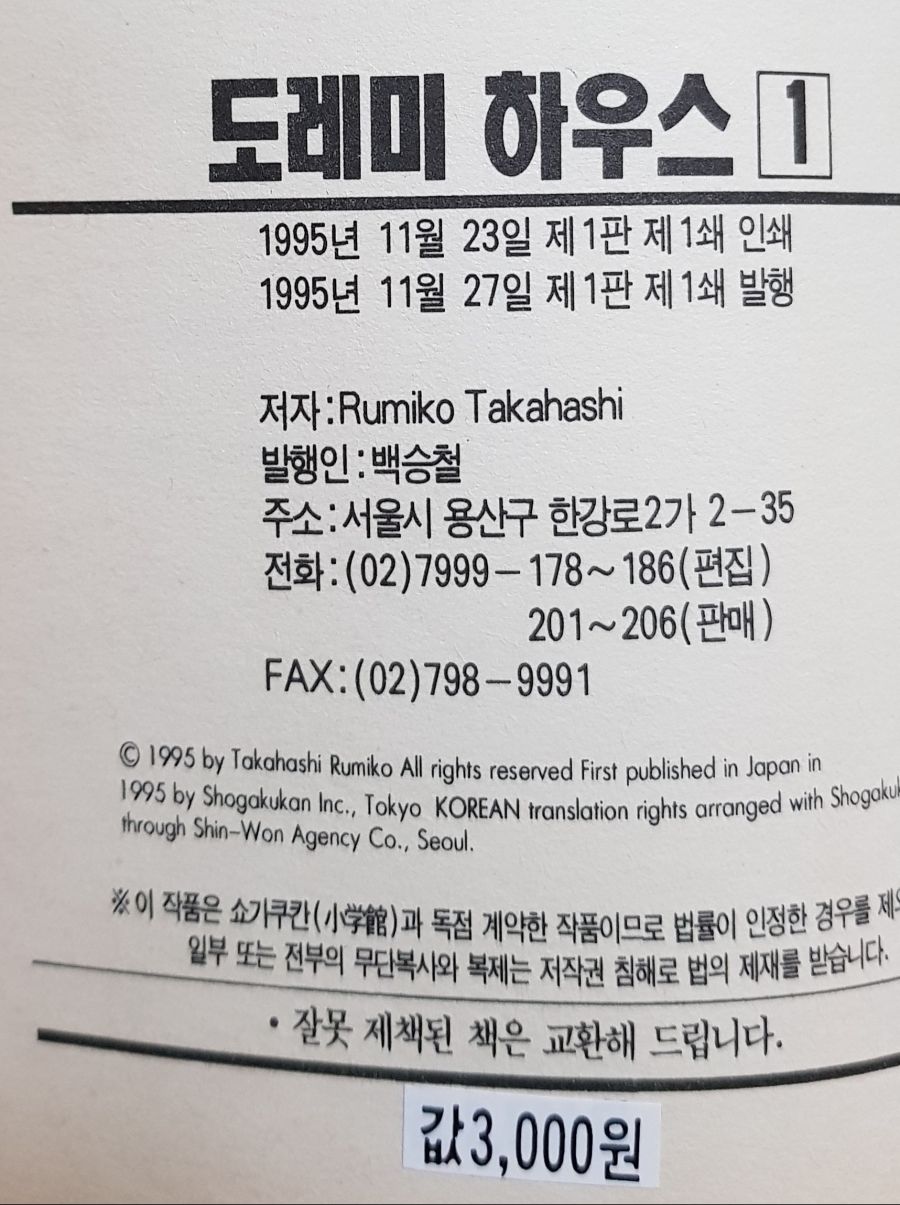 도레미 하우스 1
1995년 11월 23일 제1판 제1쇄 인쇄
1995년 11월 27일 제1판 제1쇄 발행
저자:Rumiko Takahashi
발행인:백승철
주소:서울시 용산구 한강로2가 2-35
전화:(02)7999-178~186(편집)
201~206(판매)
FAX:(02)798-9991
© 1995 by Takahashi Rumiko All rights reserved First published in Japan in
1995 by Shogakukan Inc., Tokyo KOREAN translation rights arranged with
through Shin-Won Agency Co., Seoul.
※이 작품은 쇼가쿠칸(小学館)과 독점 계약한 작품이므로 법률이 인정한 경우를
일부 또는 전부의 무단복사와 복제는 저작권 침해로 법의 제재를 받습니다.
• 잘못 제책된 책은 교환해 드립니다.
값3,000원